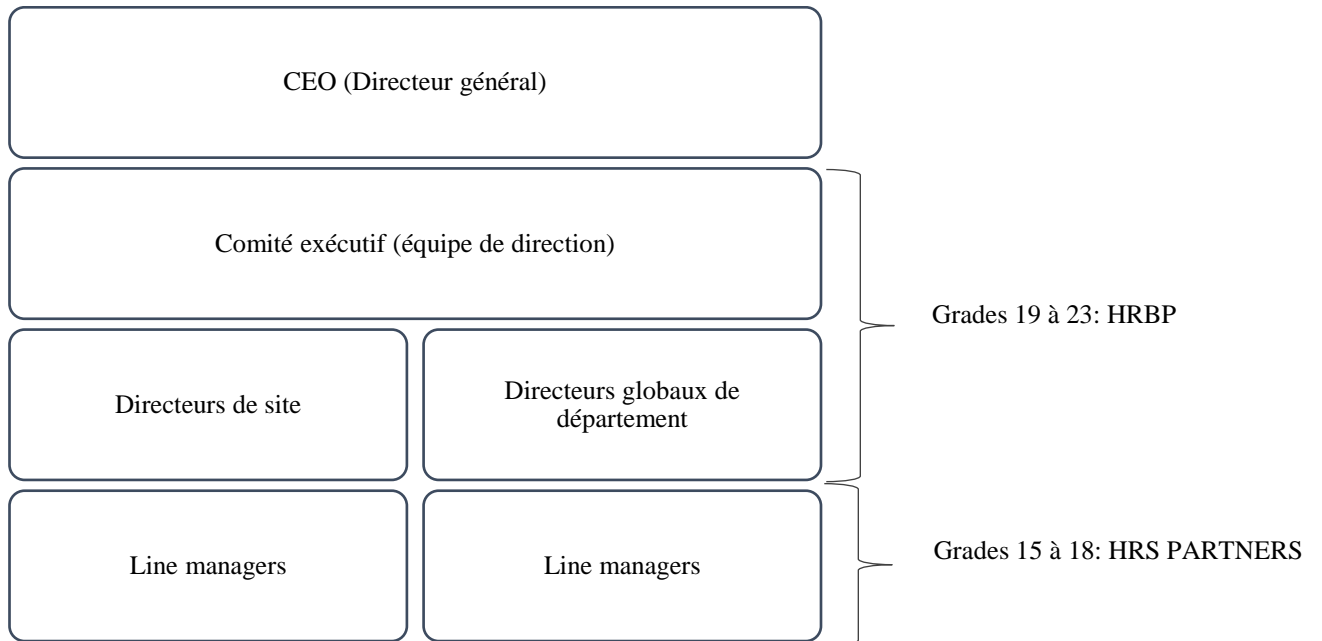 CEO (Directeur général)
Comité exécutif (équipe de direction)
Grades 19 à 23: HRBP
Directeurs de site
Directeurs globaux de
département
Line managers
Line managers
Grades 15 à 18: HRS PARTNERS